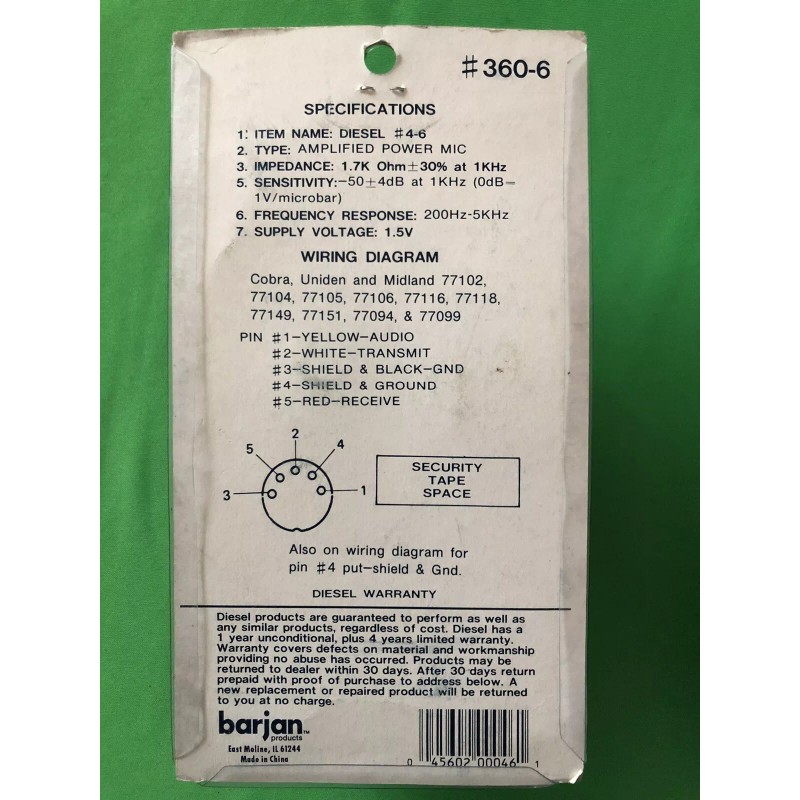 #360-6
SPECIFICATIONS
1. ITEM NAME: DIESEL #4-6
2. TYPE: AMPLIFIED POWER MIC
3. IMPEDANCE: 1.7K Ohm±30% at 1KHz
5. SENSITIVITY:-50±4dB at 1KHz (0dB=
1V/microbar)
6. FREQUENCY RESPONSE: 200Hz-5KHz
7. SUPPLY VOLTAGE: 1.5V
WIRING DIAGRAM
Cobra, Uniden and Midland 77102,
77104, 77105, 77106, 77116, 77118,
77149, 77151, 77094, & 77099
PIN #1-YELLOW-AUDIO
#2-WHITE-TRANSMIT
#3-SHIELD & BLACK-GND
#4-SHIELD & GROUND
#5-RED-RECEIVE
2
5 4
3 1
SECURITY
TAPE
SPACE
Also on wiring diagram for
pin #4 put-shield & Gnd.
DIESEL WARRANTY
Diesel products are guaranteed to perform as well as
any similar products, regardless of cost. Diesel has a
1 year unconditional, plus 4 years limited warranty.
Warranty covers defects on material and workmanship
providing no abuse has occurred. Products may be
returned to dealer within 30 days. After 30 days return
prepaid with proof of purchase to address below. A
new replacement or repaired product will be returned
to you at no charge.
barjan™
products
East Moline, IL 61244
Made in China
0 45602 00046 1